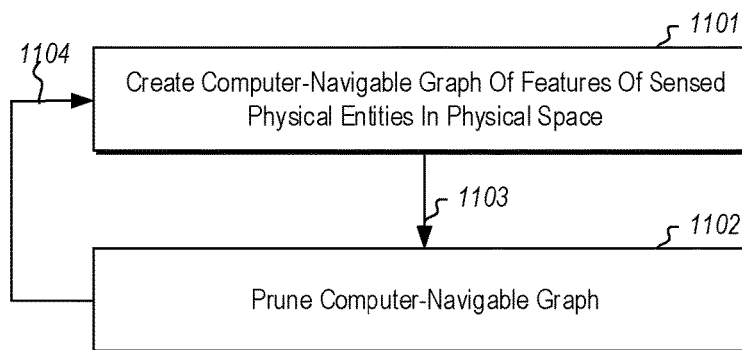 1101
1104
Create Computer-Navigable Graph Of Features Of Sensed
Physical Entities In Physical Space
1103
1102
Prune Computer-Navigable Graph